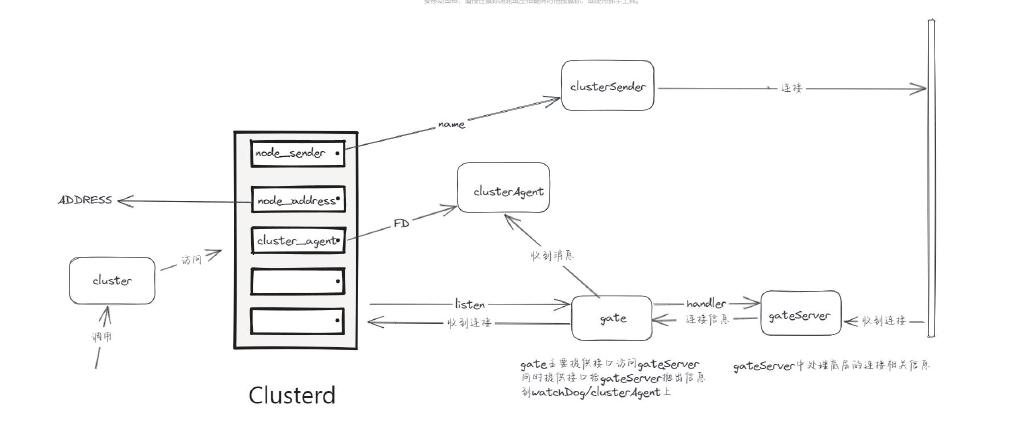 clusterSender
连接
name
node_sender
clusterAgent
ADDRESS
node_address
FD
cluster_agent
访问
收到消息
cluster
listen
handler
gate
gateServer
收到连接
连接信息
收到连接
调用
gate主要提供接口访问gateServer
同时提供接口给gateServer抛出信息
到watchDog/clusterAgent上
gateServer中处理底层的连接相关信息
Clusterd